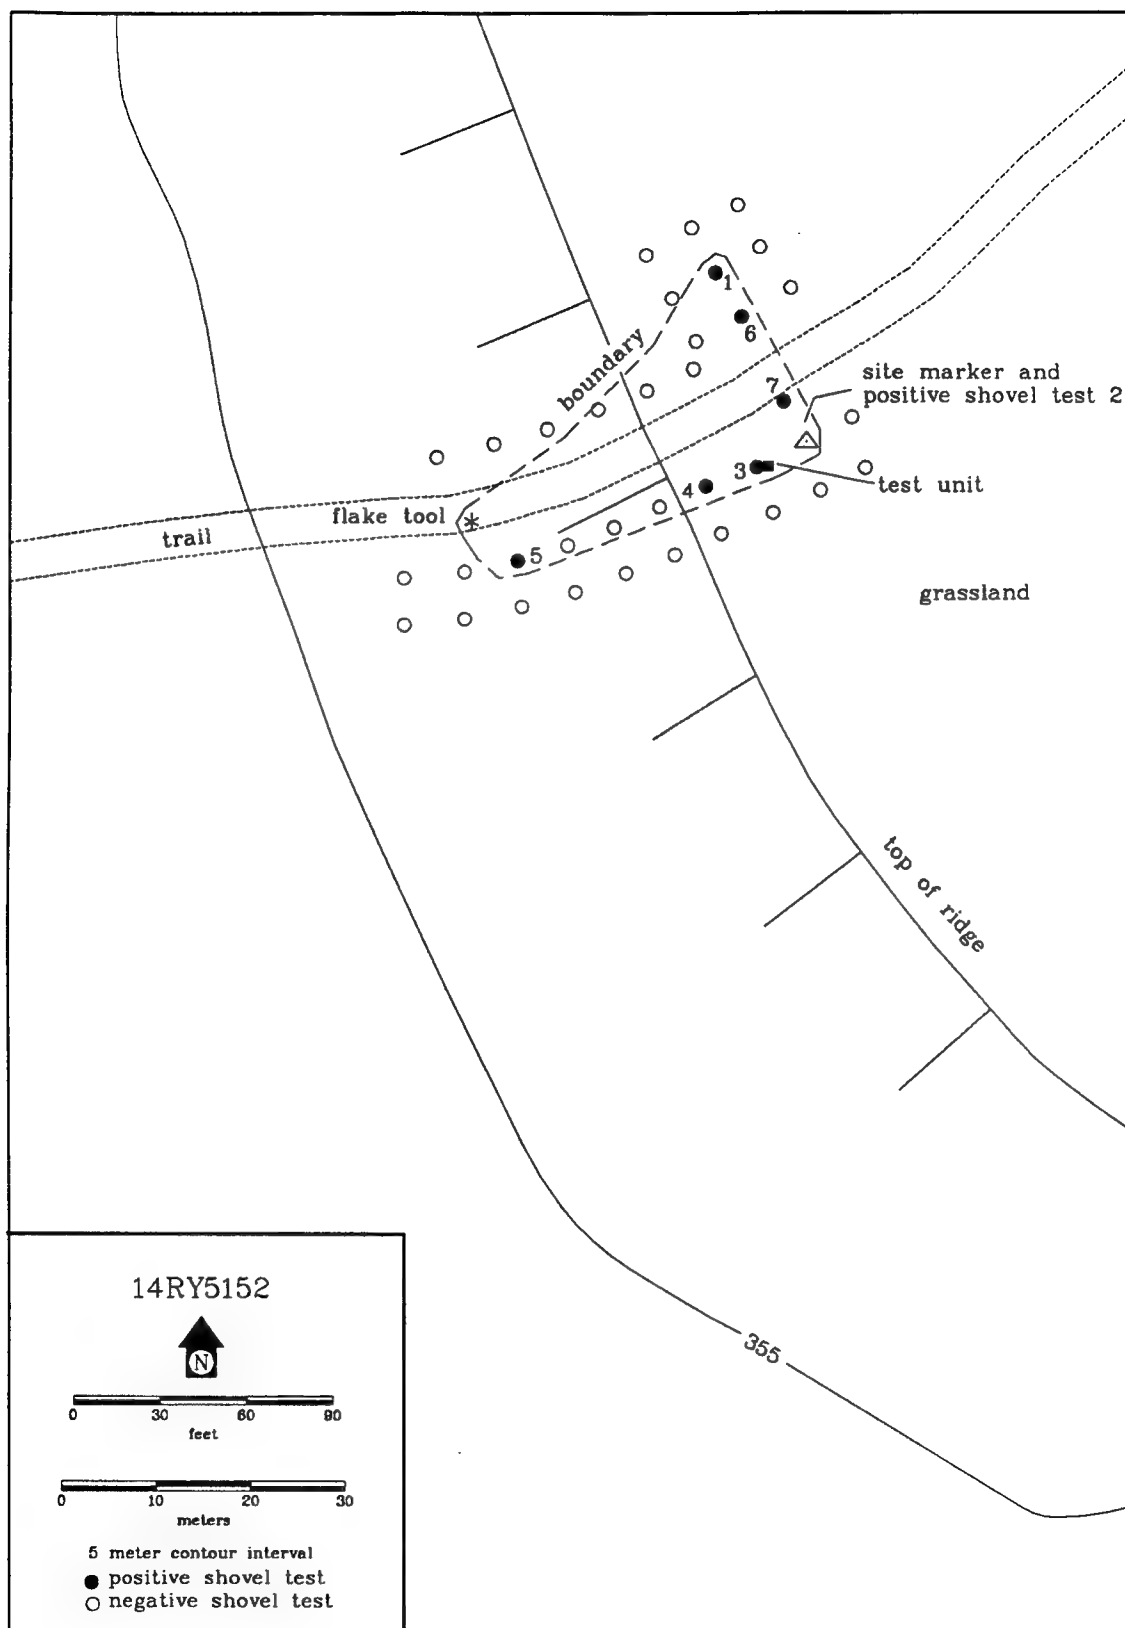 1
6
boundary
7
site marker and
positive shovel test 2
3
4
test unit
flake tool
trail
5
grassland
top of ridge
355
14RY5152
N
0 30 60 90
feet
0 10 20 30
meters
5 meter contour interval
positive shovel test
negative shovel test